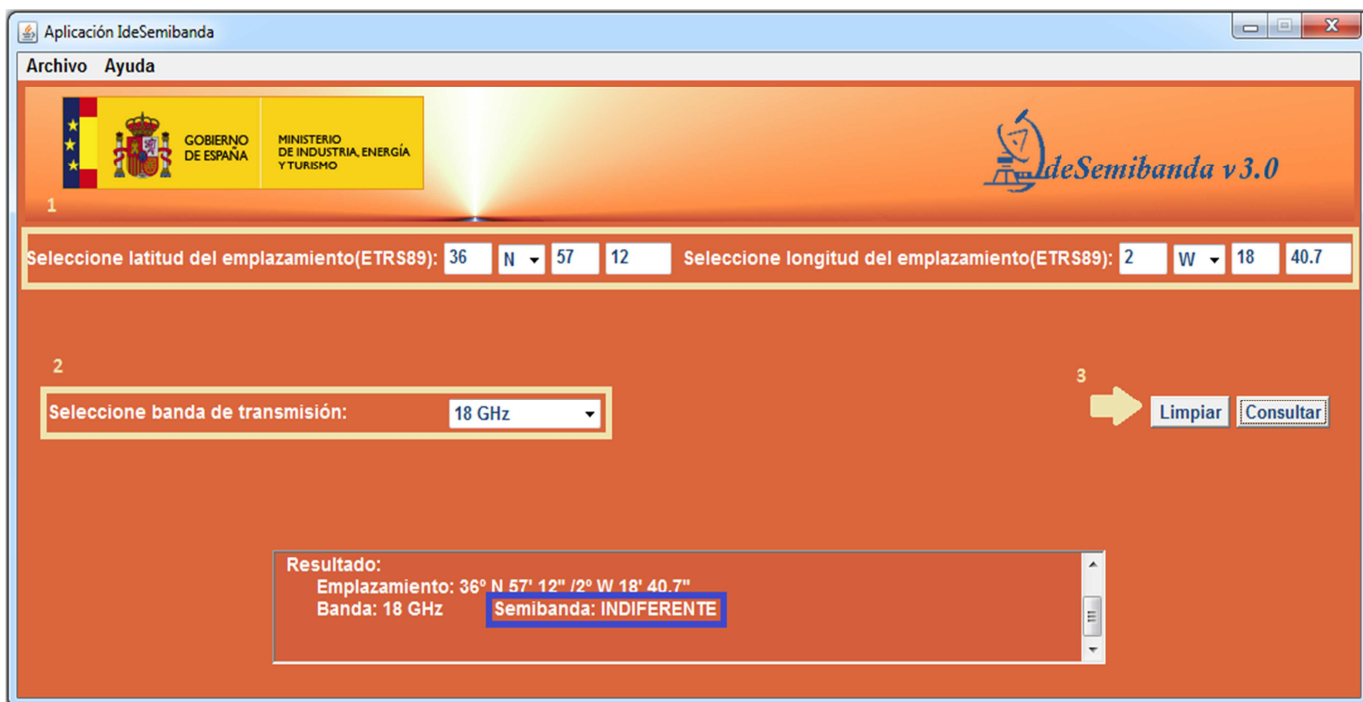 Aplicación IdeSemibanda
Archivo Ayuda
GOBIERNO
DE ESPAÑA
MINISTERIO
DE INDUSTRIA, ENERGÍA
Y TURISMO
IdeSemibanda v3.0
1
Seleccione latitud del emplazamiento(ETRS89): 36 N 57 12 Seleccione longitud del emplazamiento(ETRS89): 2 W 18 40.7
2
3
Seleccione banda de transmisión: 18 GHz Limpiar Consultar
Resultado:
Emplazamiento: 36º N 57' 12" /2º W 18' 40.7"
Banda: 18 GHz Semibanda: INDIFERENTE